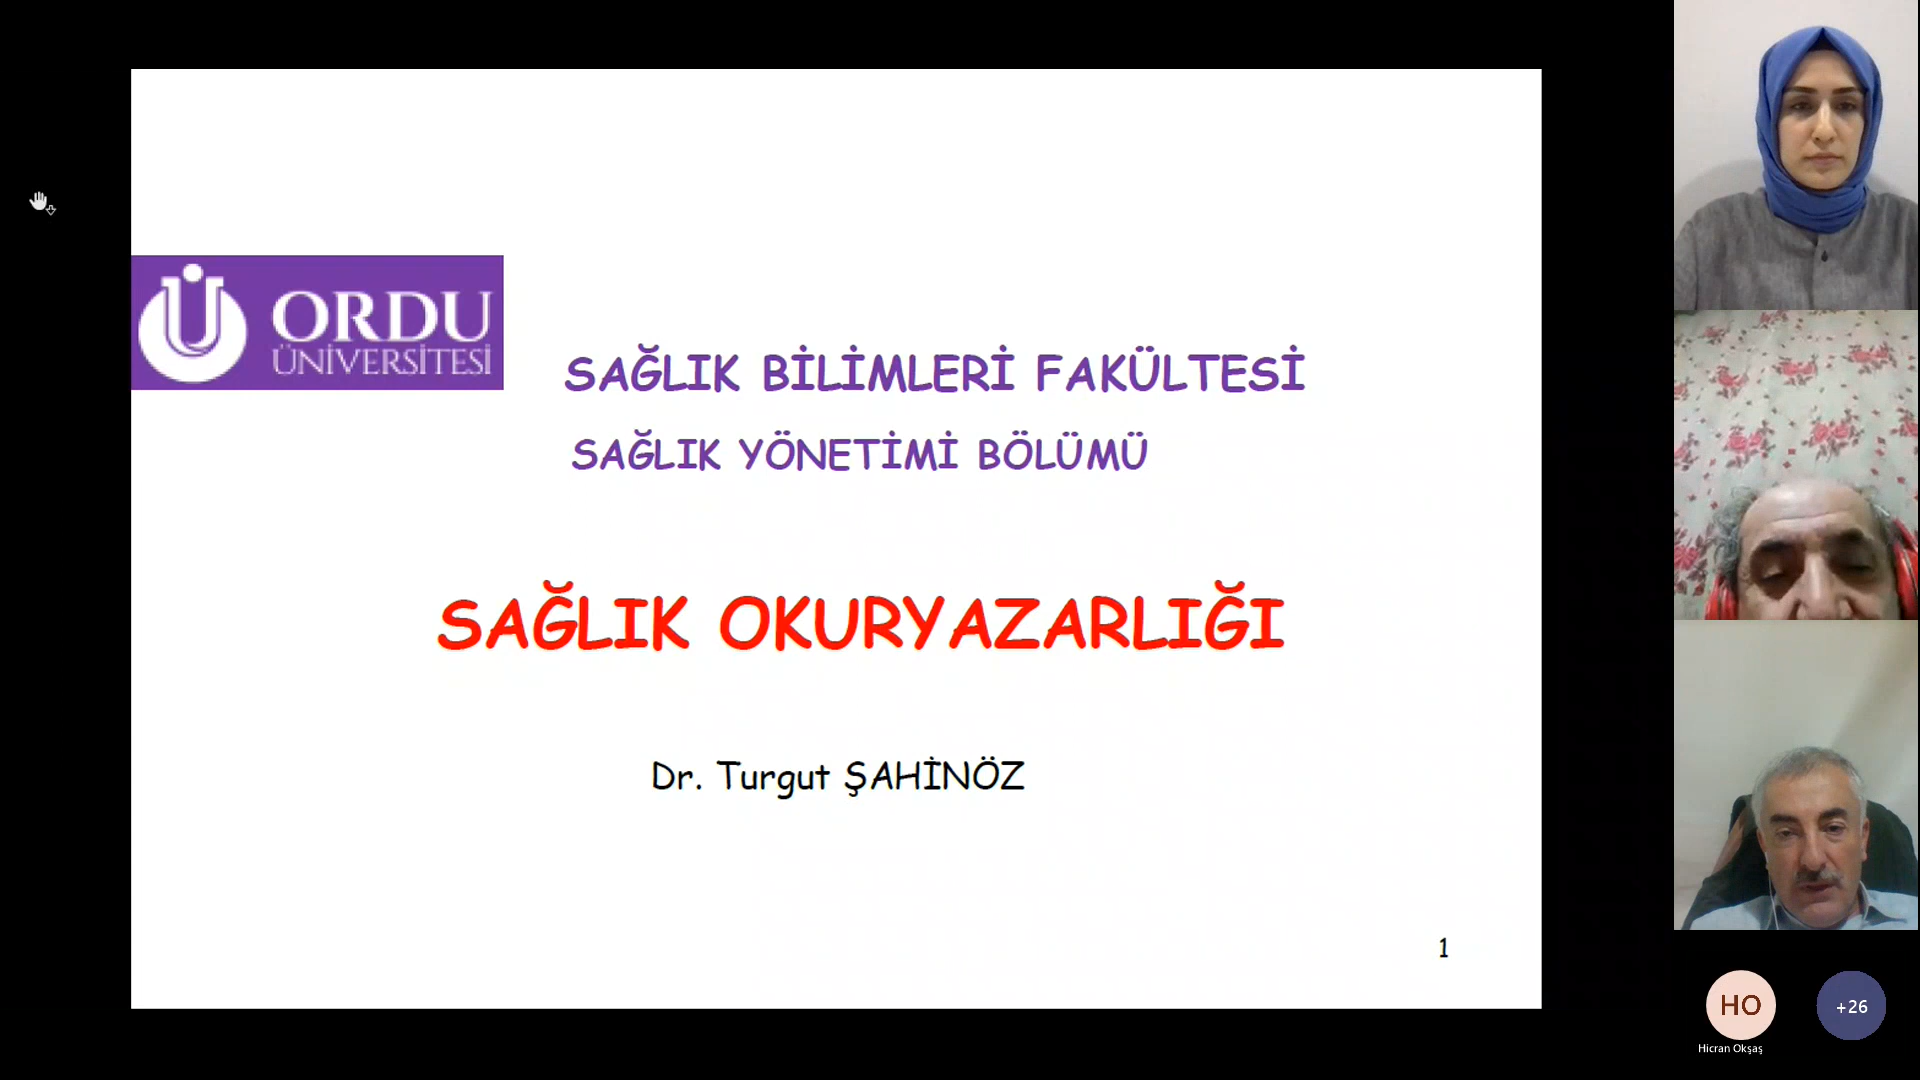 ORDU
ÜNİVERSİTESİ
SAĞLIK BİLİMLERİ FAKÜLTESİ
SAĞLIK YÖNETİMİ BÖLÜMÜ
SAĞLIK OKURYAZARLIĞI
Dr. Turgut ŞAHİNÖZ
1
HO
+26
Hicran Okşaş